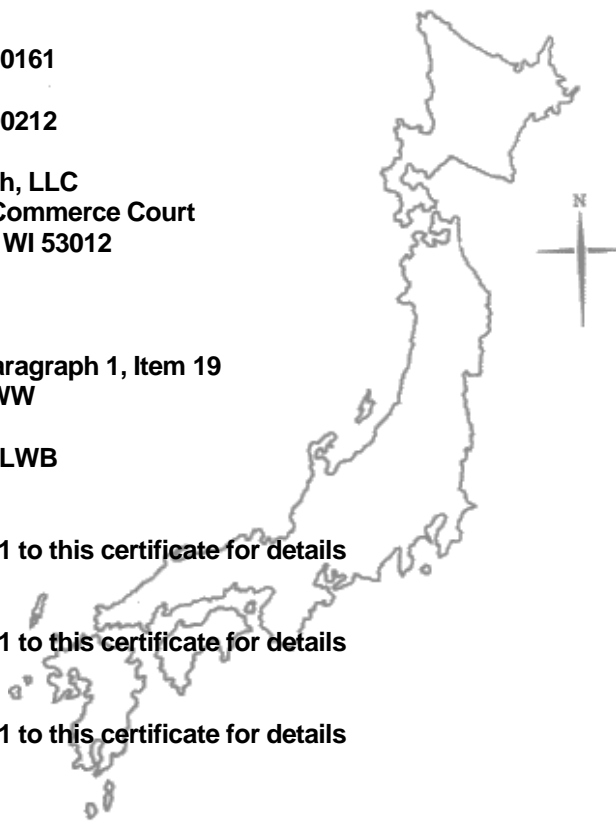 0161
0212
h, LLC
Commerce Court
WI 53012
N
aragraph 1, Item 19
WW
LWB
1 to this certificate for details
1 to this certificate for details
1 to this certificate for details